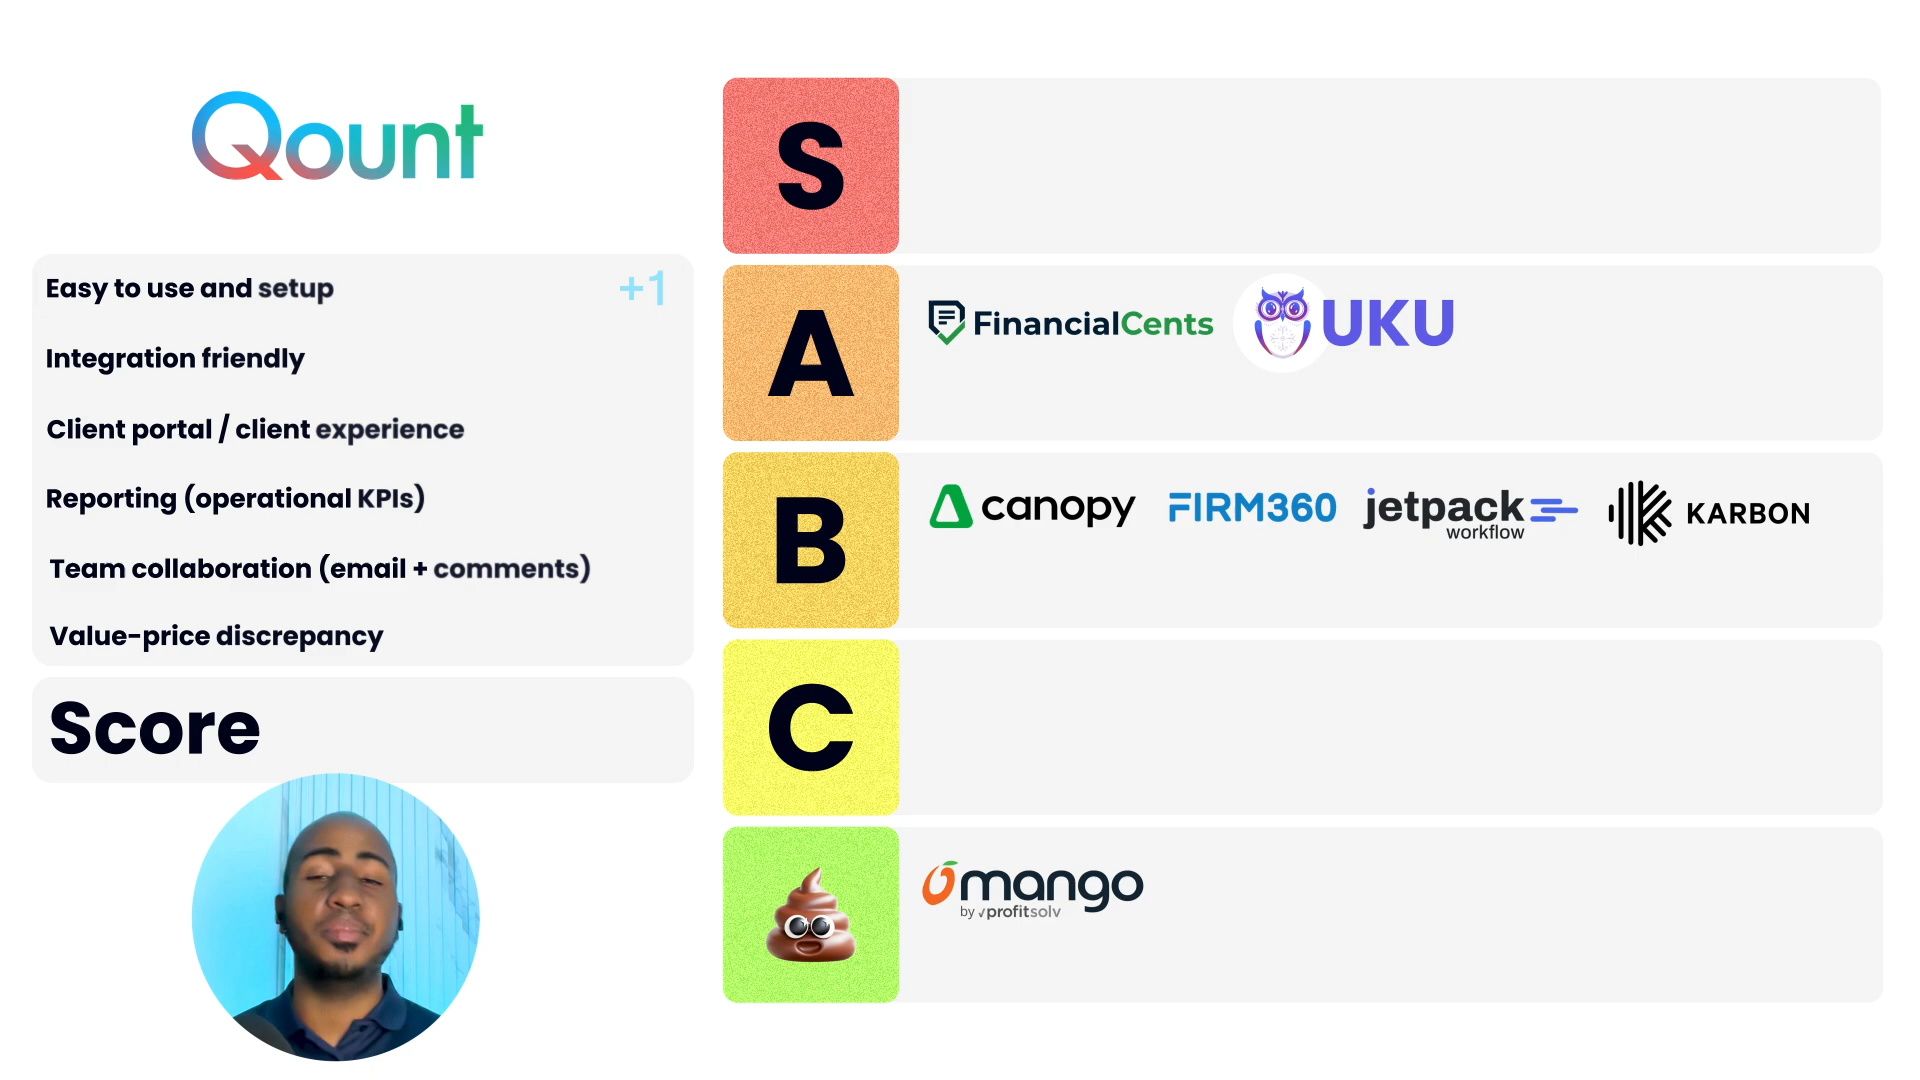 Qount
Easy to use and setup +1
Integration friendly
Client portal / client experience
Reporting (operational KPIs)
Team collaboration (email + comments)
Value-price discrepancy
Score
S
A
FinancialCents
UKU
B
canopy
FIRM360
jetpack
workflow
KARBON
C
mango
by profitsolv